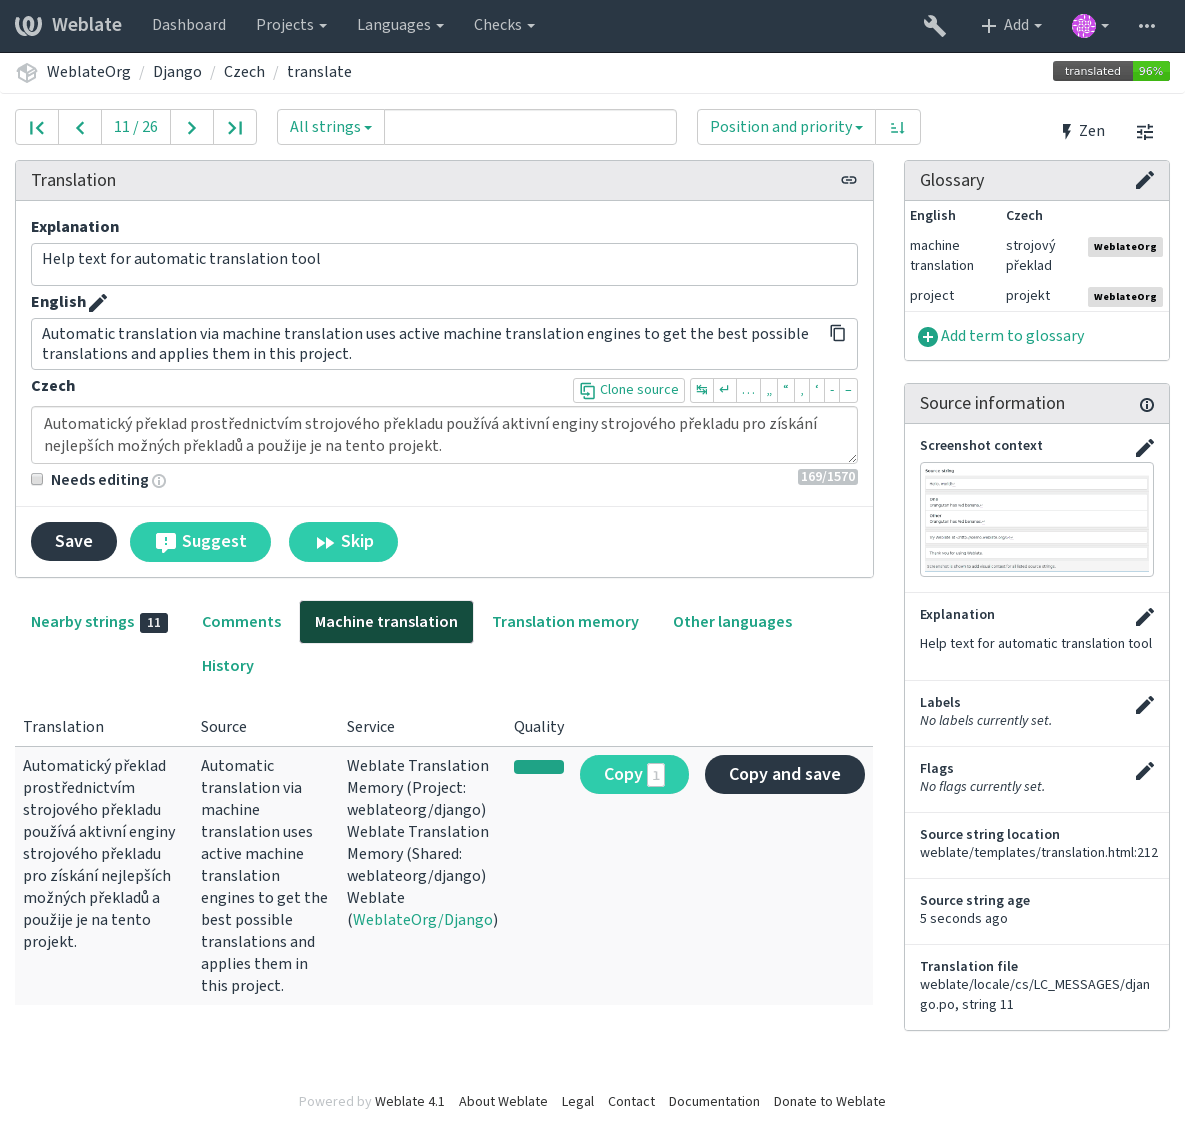 Weblate Dashboard Projects Languages Checks Add
WeblateOrg / Django / Czech / translate translated 96%
11 / 26 All strings Position and priority Zen
Translation
Explanation
Help text for automatic translation tool
English
Automatic translation via machine translation uses active machine translation engines to get the best possible
translations and applies them in this project.
Czech Clone source ↹ ↵ … „ “ ‚ ‘ - –
Automatický překlad prostřednictvím strojového překladu používá aktivní enginy strojového překladu pro získání
nejlepších možných překladů a použije je na tento projekt.
Needs editing 169/1570
Save Suggest Skip
Nearby strings 11 Comments Machine translation Translation memory Other languages
History
Translation Source Service Quality
Automatický překlad
prostřednictvím
strojového překladu
používá aktivní enginy
strojového překladu
pro získání nejlepších
možných překladů a
použije je na tento
projekt.
Automatic
translation via
machine
translation uses
active machine
translation
engines to get the
best possible
translations and
applies them in
this project.
Weblate Translation
Memory (Project:
weblateorg/django)
Weblate Translation
Memory (Shared:
weblateorg/django)
Weblate
(WeblateOrg/Django)
Copy 1 Copy and save
Glossary
English Czech
machine translation strojový překlad WeblateOrg
project projekt WeblateOrg
Add term to glossary
Source information
Screenshot context
Source string
One
Other
Thank you for using Weblate.
Explanation
Help text for automatic translation tool
Labels
No labels currently set.
Flags
No flags currently set.
Source string location
weblate/templates/translation.html:212
Source string age
5 seconds ago
Translation file
weblate/locale/cs/LC_MESSAGES/djan
go.po, string 11
Powered by Weblate 4.1 About Weblate Legal Contact Documentation Donate to Weblate